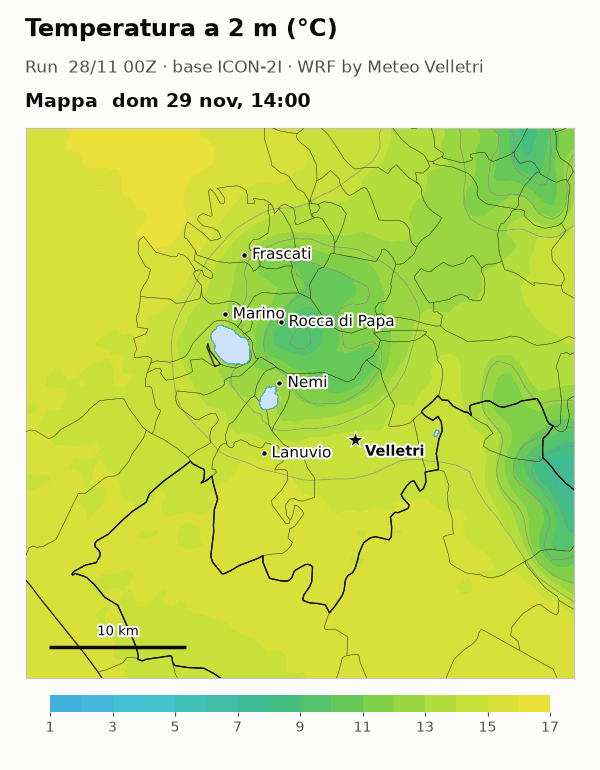 Temperatura a 2 m (°C)
Run  28/11 00Z · base ICON-2I · WRF by Meteo Velletri
Mappa  dom 29 nov, 14:00
Frascati
Marino
Rocca di Papa
Nemi
Velletri
Lanuvio
10 km
1 3 5 7 9 11 13 15 17